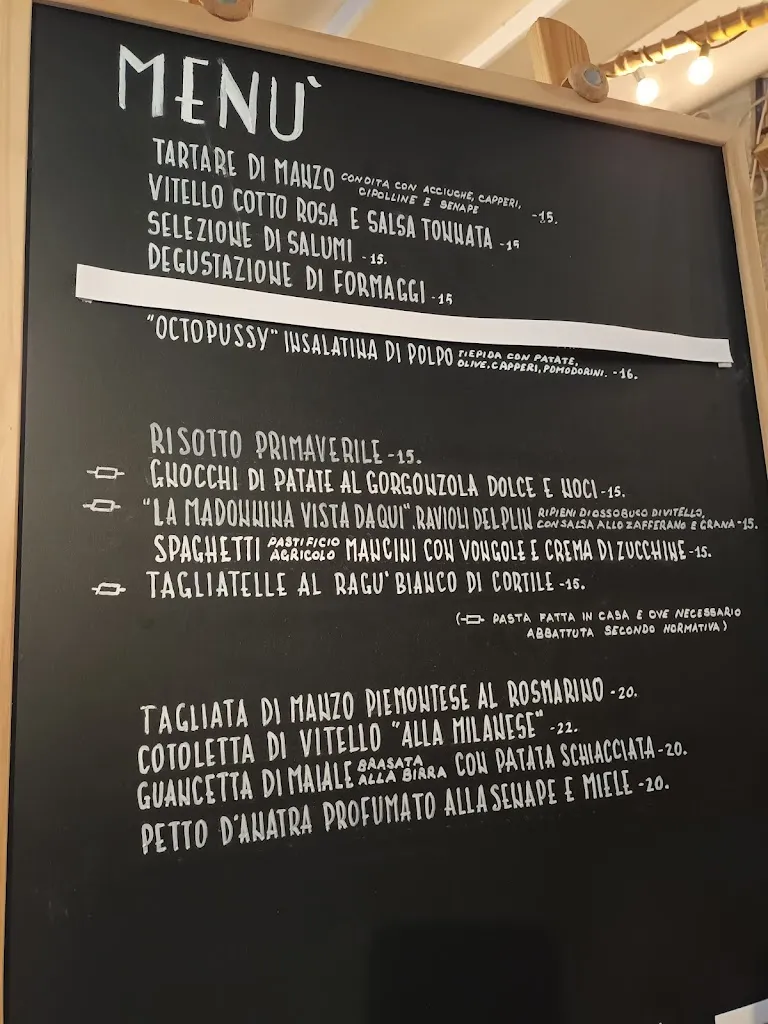 MENU`
TARTARE DI MANZO CONDITA CON ACCIUGHE, CAPPERI, CIPOLLINE E SENAPE -15.
VITELLO COTTO ROSA E SALSA TONNATA -15
SELEZIONE DI SALUMI -15.
DEGUSTAZIONE DI FORMAGGI -15
"OCTOPUSSY" INSALATINA DI POLPO TIEPIDA CON PATATE, OLIVE, CAPPERI, POMODORINI. -16.
RISOTTO PRIMAVERILE -15.
GNOCCHI DI PATATE AL GORGONZOLA DOLCE E NOCI -15.
"LA MADONNINA VISTA DA QUI". RAVIOLI DEL PLIN RIPIENI DI OSSOBUCO DI VITELLO, CON SALSA ALLO ZAFFERANO E GRANA -15.
SPAGHETTI PASTIFICIO AGRICOLO MANCINI CON VONGOLE E CREMA DI ZUCCHINE -15.
TAGLIATELLE AL RAGU' BIANCO DI CORTILE -15.
( PASTA FATTA IN CASA E OVE NECESSARIO
ABBATTUTA SECONDO NORMATIVA)
TAGLIATA DI MANZO PIEMONTESE AL ROSMARINO -20.
COTOLETTA DI VITELLO "ALLA MILANESE" -22.
GUANCETTA DI MAIALE BRASATA ALLA BIRRA CON PATATA SCHIACCIATA -20.
PETTO D'ANATRA PROFUMATO ALLA SENAPE E MIELE -20.